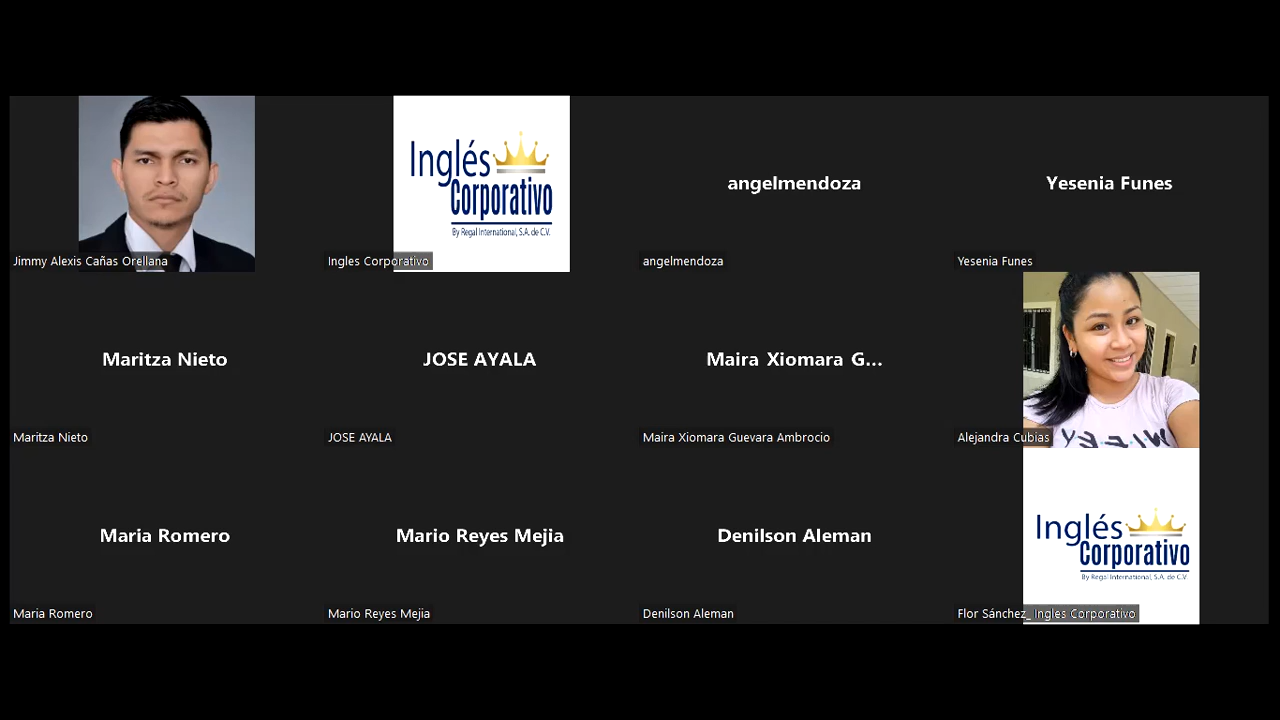 Inglés
Corporativo
By Regal International, S.A. de C.V.
angelmendoza
Yesenia Funes
Jimmy Alexis Cañas Orellana
Ingles Corporativo
angelmendoza
Yesenia Funes
Maritza Nieto
JOSE AYALA
Maira Xiomara G...
Maritza Nieto
JOSE AYALA
Maira Xiomara Guevara Ambrocio
Alejandra Cubias
Maria Romero
Mario Reyes Mejia
Denilson Aleman
Inglés
Corporativo
By Regal International, S.A. de C.V.
Maria Romero
Mario Reyes Mejia
Denilson Aleman
Flor Sánchez_ Ingles Corporativo